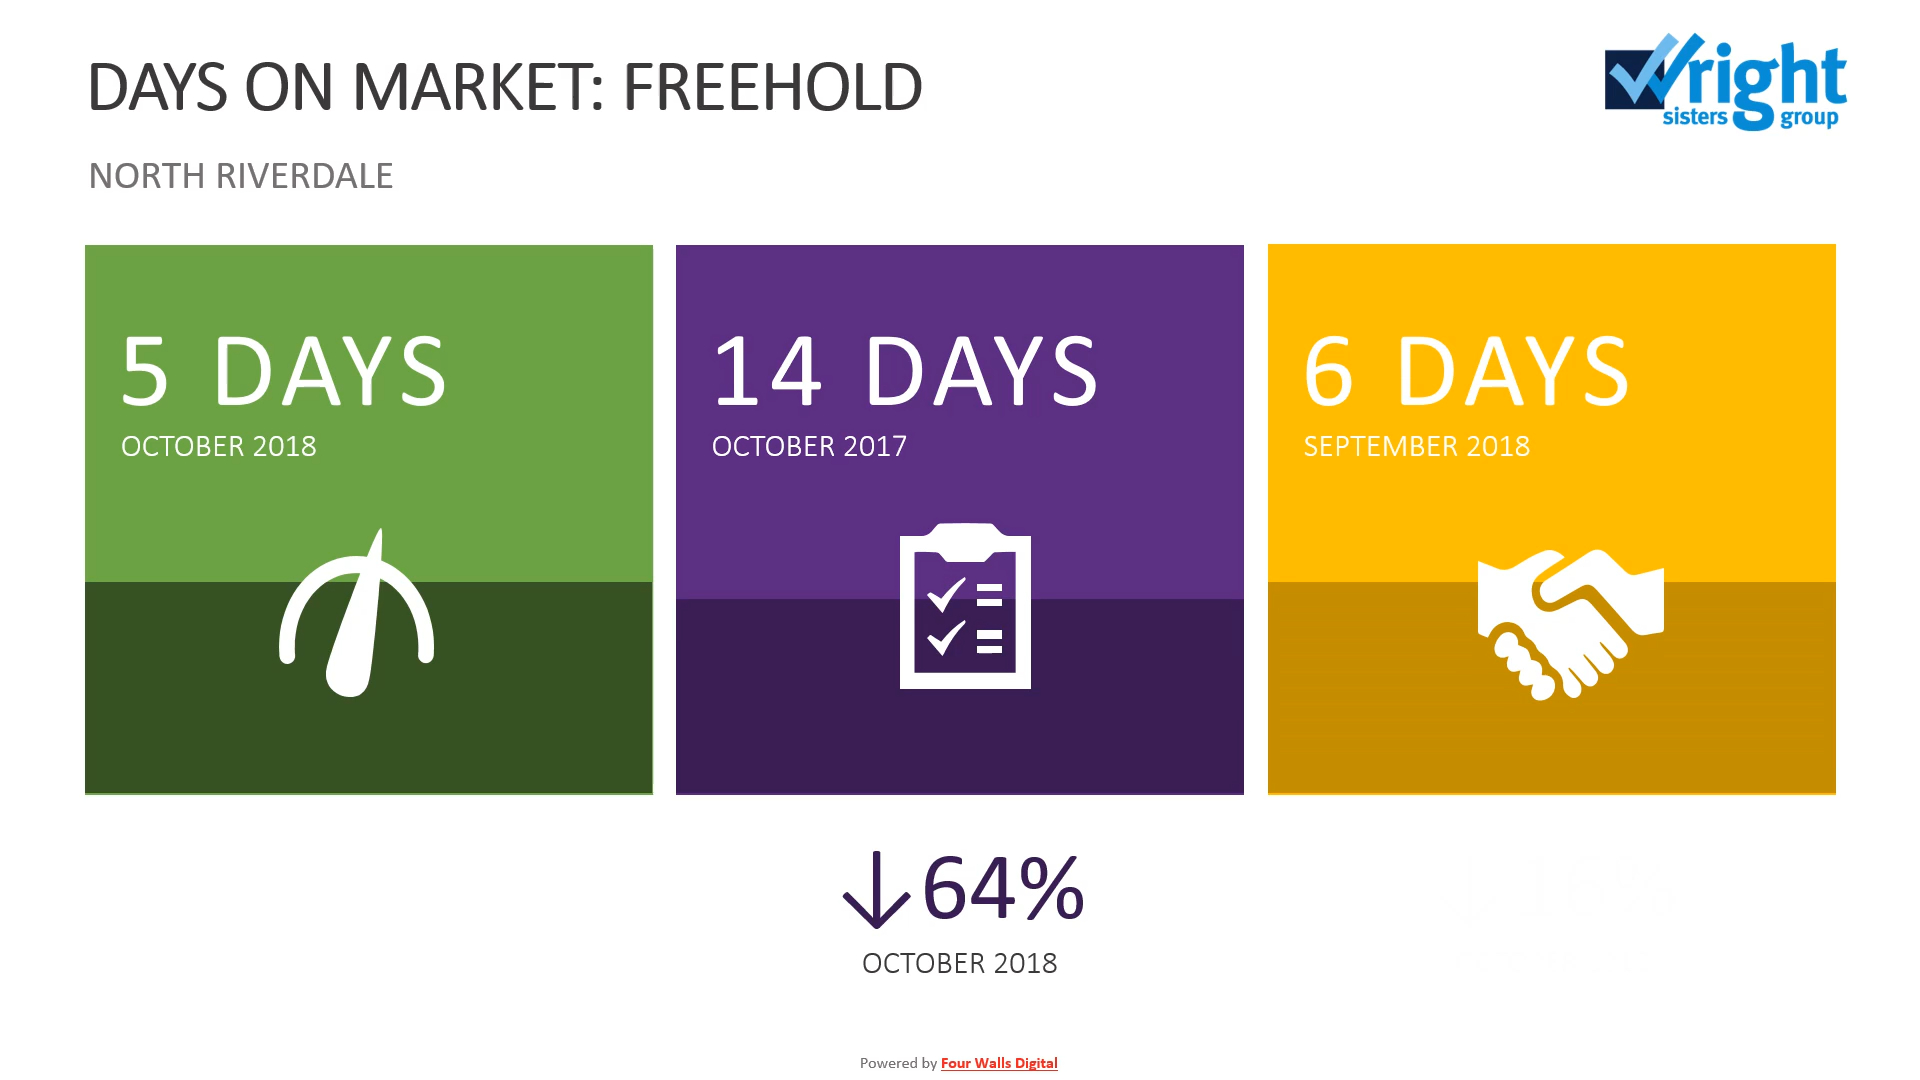 DAYS ON MARKET: FREEHOLD
Wright
sisters group
NORTH RIVERDALE
5 DAYS
OCTOBER 2018
14 DAYS
OCTOBER 2017
6 DAYS
SEPTEMBER 2018
↓64%
OCTOBER 2018
Powered by Four Walls Digital